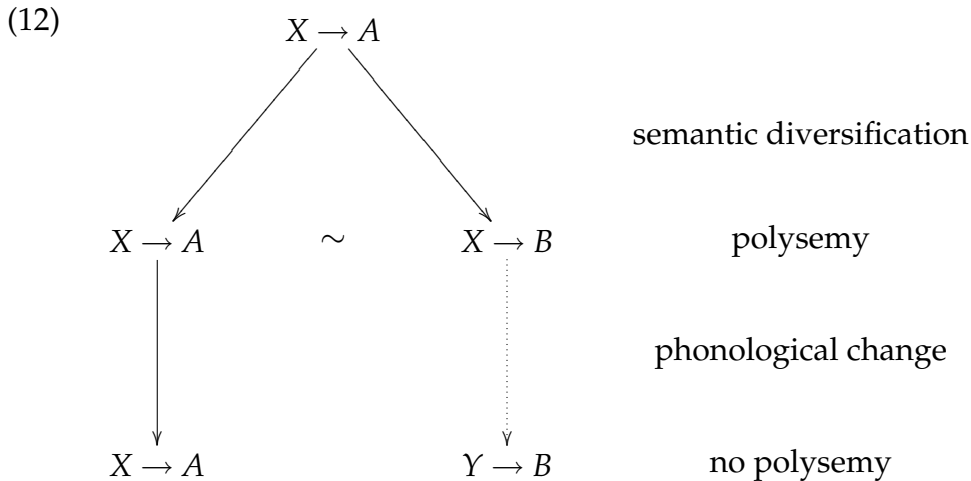 (12)
X → A
semantic diversification
X → A ~ X → B polysemy
phonological change
X → A Y → B no polysemy